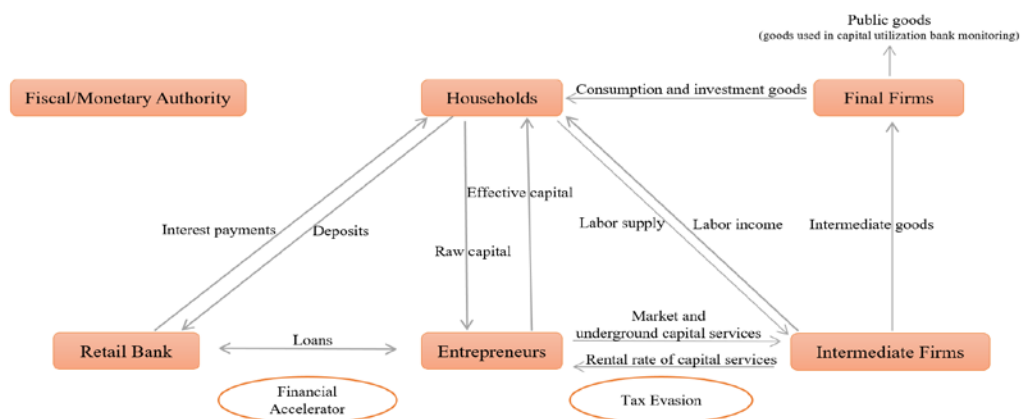 Public goods
(goods used in capital utilization bank monitoring)
Fiscal/Monetary Authority
Households
Consumption and investment goods
Final Firms
Effective capital
Interest payments
Deposits
Labor supply
Labor income
Intermediate goods
Raw capital
Market and
underground capital services
Retail Bank
Loans
Entrepreneurs
Rental rate of capital services
Intermediate Firms
Financial
Accelerator
Tax Evasion